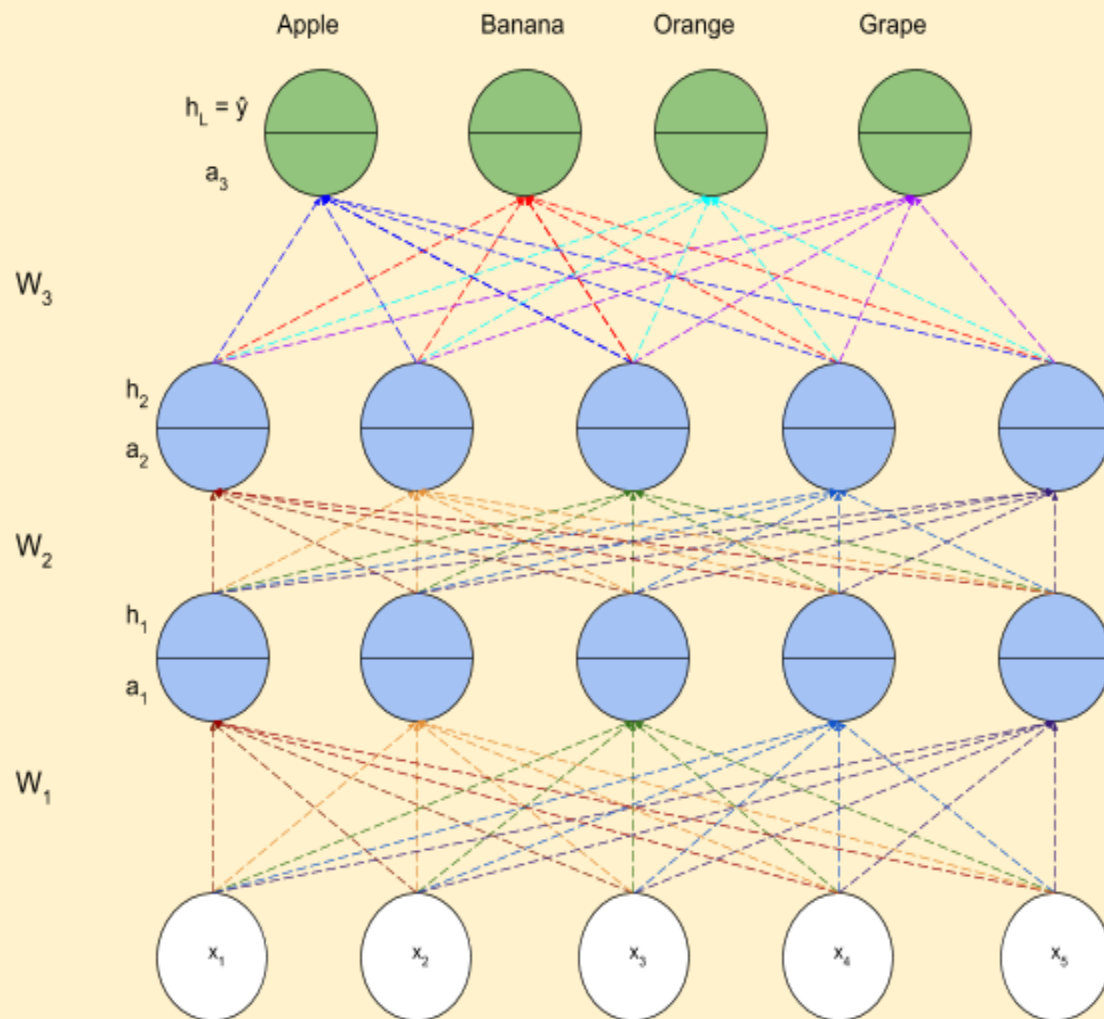 Apple Banana Orange Grape
h_L = ŷ
a_3
W_3
h_2
a_2
W_2
h_1
a_1
W_1
x_1 x_2 x_3 x_4 x_5